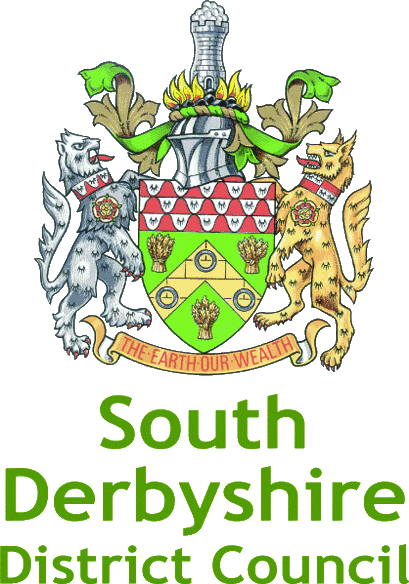 THE·EARTH·OUR·WEALTH
South
Derbyshire
District Council